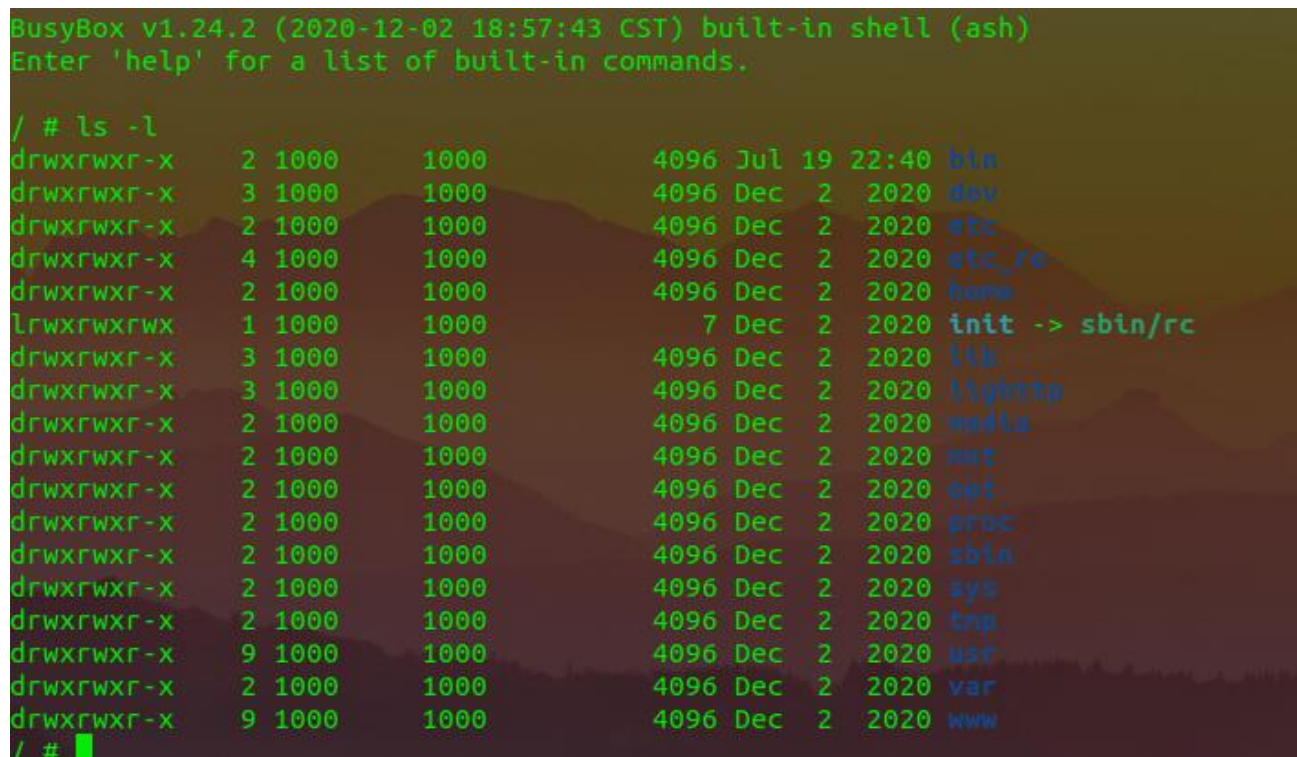 BusyBox v1.24.2 (2020-12-02 18:57:43 CST) built-in shell (ash)
Enter 'help' for a list of built-in commands.
/ # ls -l
drwxrwxr-x 2 1000 1000 4096 Jul 19 22:40 bin
drwxrwxr-x 3 1000 1000 4096 Dec 2 2020 dev
drwxrwxr-x 2 1000 1000 4096 Dec 2 2020 etc
drwxrwxr-x 4 1000 1000 4096 Dec 2 2020 etc_ro
drwxrwxr-x 2 1000 1000 4096 Dec 2 2020 home
lrwxrwxrwx 1 1000 1000 7 Dec 2 2020 init -> sbin/rc
drwxrwxr-x 3 1000 1000 4096 Dec 2 2020 lib
drwxrwxr-x 3 1000 1000 4096 Dec 2 2020 lighttp
drwxrwxr-x 2 1000 1000 4096 Dec 2 2020 media
drwxrwxr-x 2 1000 1000 4096 Dec 2 2020 mnt
drwxrwxr-x 2 1000 1000 4096 Dec 2 2020 opt
drwxrwxr-x 2 1000 1000 4096 Dec 2 2020 proc
drwxrwxr-x 2 1000 1000 4096 Dec 2 2020 sbin
drwxrwxr-x 2 1000 1000 4096 Dec 2 2020 sys
drwxrwxr-x 2 1000 1000 4096 Dec 2 2020 tmp
drwxrwxr-x 9 1000 1000 4096 Dec 2 2020 usr
drwxrwxr-x 2 1000 1000 4096 Dec 2 2020 var
drwxrwxr-x 9 1000 1000 4096 Dec 2 2020 www
/ #